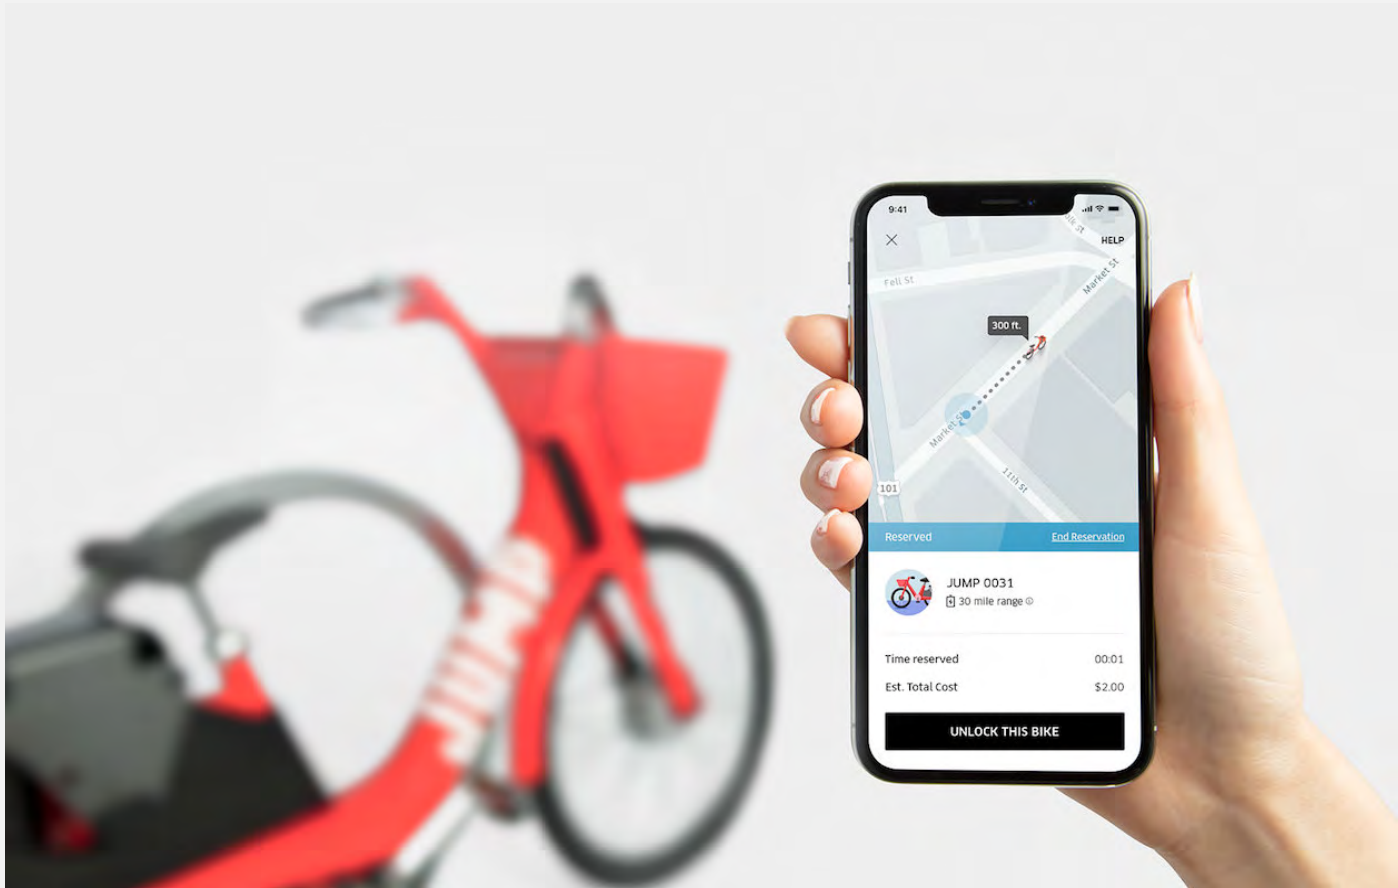 JUMP
9:41
HELP
Fell St
Market St
300 ft.
Market S
11th St
101
Reserved
End Reservation
JUMP 0031
30 mile range
Time reserved 00:01
Est. Total Cost $2.00
UNLOCK THIS BIKE